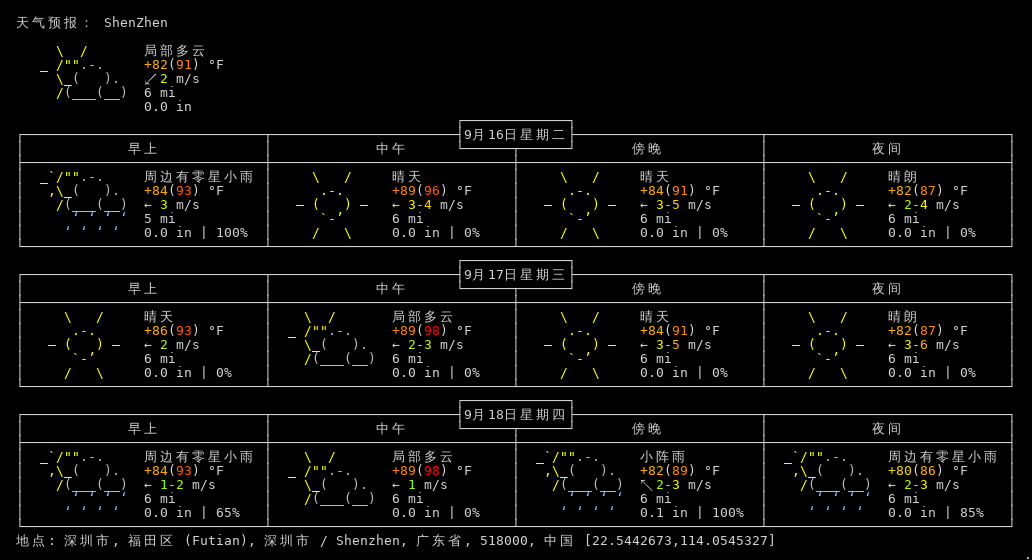 天气预报： ShenZhen
局部多云
+82(91) °F
↙ 2 m/s
6 mi
0.0 in
9月16日星期二
早上 中午 傍晚 夜间
周边有零星小雨 晴天 晴天 晴朗
+84(93) °F +89(96) °F +84(91) °F +82(87) °F
← 3 m/s ← 3-4 m/s ← 3-5 m/s ← 2-4 m/s
5 mi 6 mi 6 mi 6 mi
0.0 in | 100% 0.0 in | 0% 0.0 in | 0% 0.0 in | 0%
9月17日星期三
早上 中午 傍晚 夜间
晴天 局部多云 晴天 晴朗
+86(93) °F +89(98) °F +84(91) °F +82(87) °F
← 2 m/s ← 2-3 m/s ← 3-5 m/s ← 3-6 m/s
6 mi 6 mi 6 mi 6 mi
0.0 in | 0% 0.0 in | 0% 0.0 in | 0% 0.0 in | 0%
9月18日星期四
早上 中午 傍晚 夜间
周边有零星小雨 局部多云 小阵雨 周边有零星小雨
+84(93) °F +89(98) °F +82(89) °F +80(86) °F
← 1-2 m/s ← 1 m/s ↖ 2-3 m/s ← 2-3 m/s
6 mi 6 mi 6 mi 6 mi
0.0 in | 65% 0.0 in | 0% 0.1 in | 100% 0.0 in | 85%
地点: 深圳市, 福田区 (Futian), 深圳市 / Shenzhen, 广东省, 518000, 中国 [22.5442673,114.0545327]